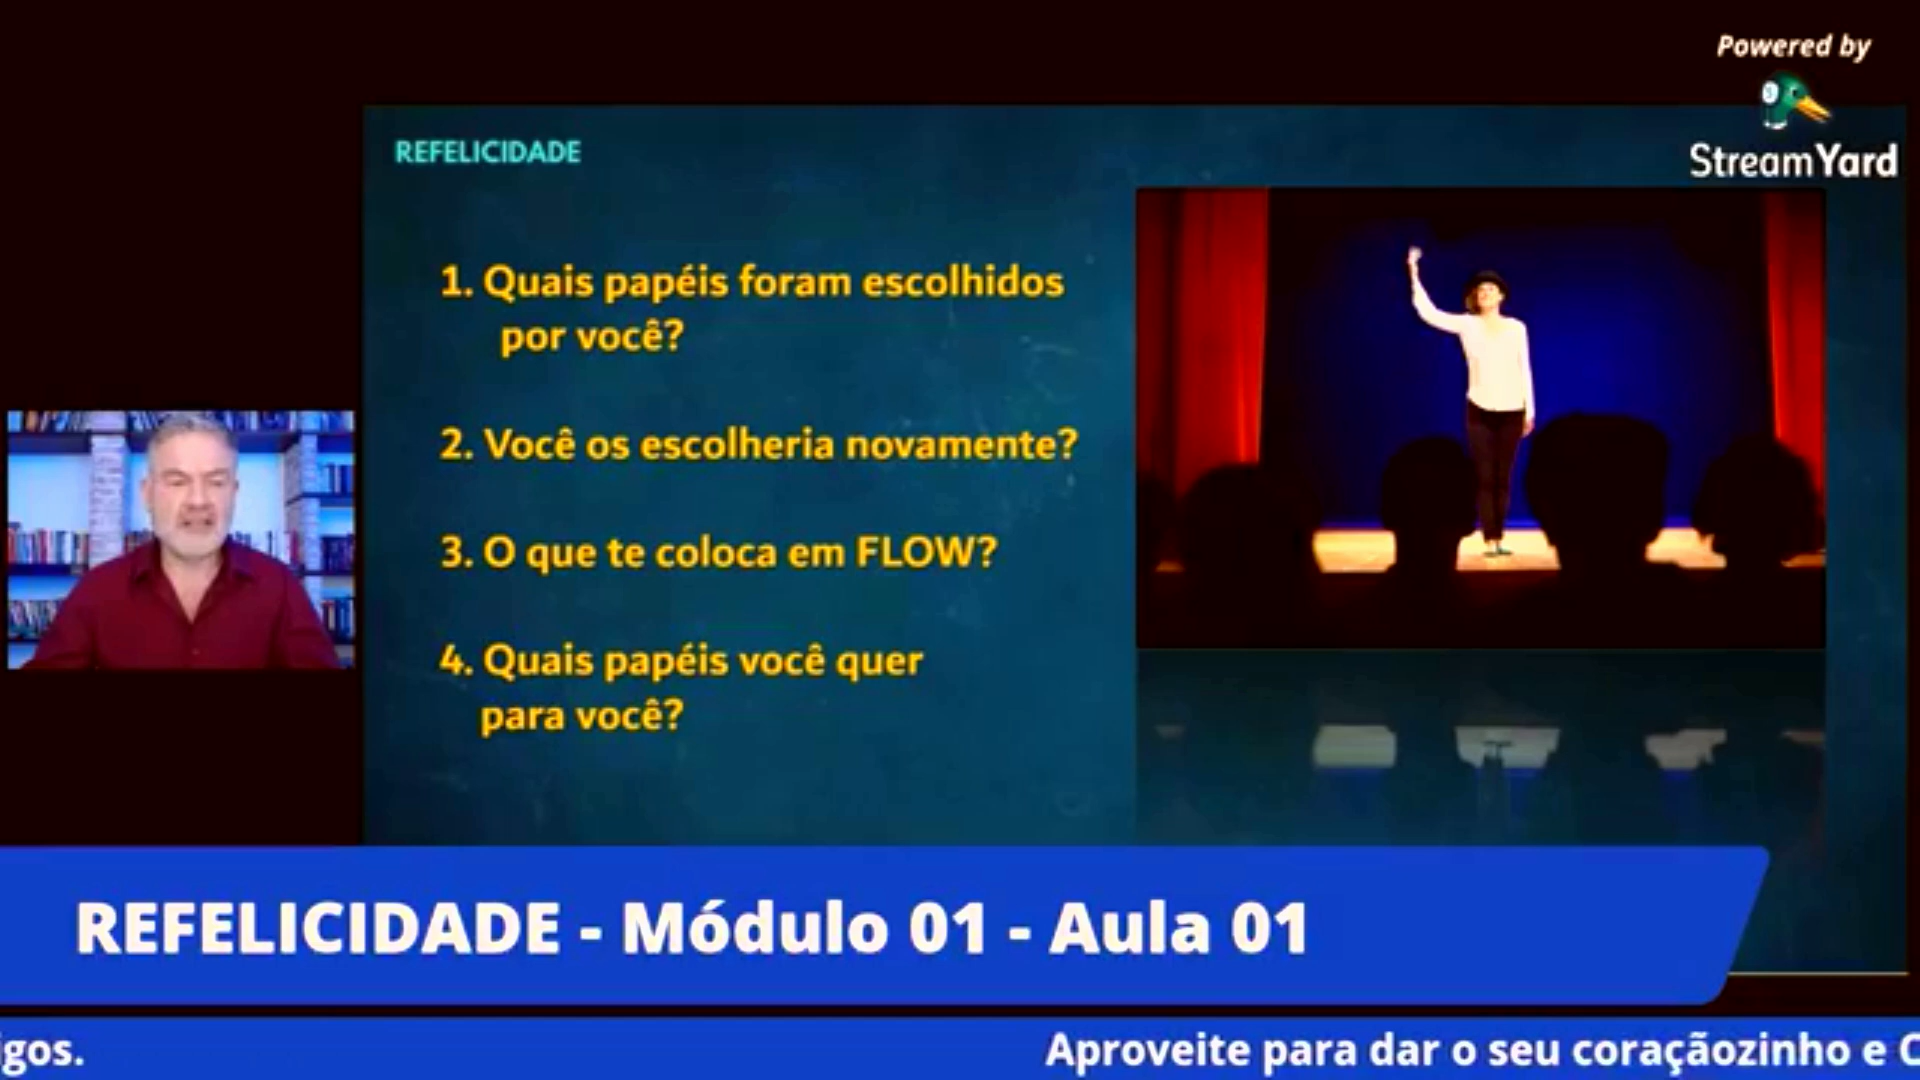 Powered by
StreamYard
REFELICIDADE
1. Quais papéis foram escolhidos
por você?
2. Você os escolheria novamente?
3. O que te coloca em FLOW?
4. Quais papéis você quer
para você?
REFELICIDADE - Módulo 01 - Aula 01
igos.
Aproveite para dar o seu coraçãozinho e C